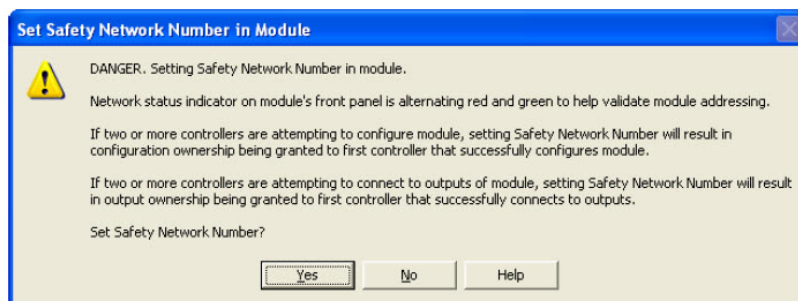 Set Safety Network Number in Module
DANGER. Setting Safety Network Number in module.
Network status indicator on module's front panel is alternating red and green to help validate module addressing.
If two or more controllers are attempting to configure module, setting Safety Network Number will result in
configuration ownership being granted to first controller that successfully configures module.
If two or more controllers are attempting to connect to outputs of module, setting Safety Network Number will result
in output ownership being granted to first controller that successfully connects to outputs.
Set Safety Network Number?
Yes No Help